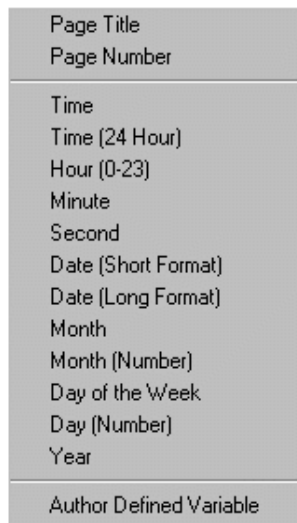 Page Title
Page Number
Time
Time (24 Hour)
Hour (0-23)
Minute
Second
Date (Short Format)
Date (Long Format)
Month
Month (Number)
Day of the Week
Day (Number)
Year
Author Defined Variable